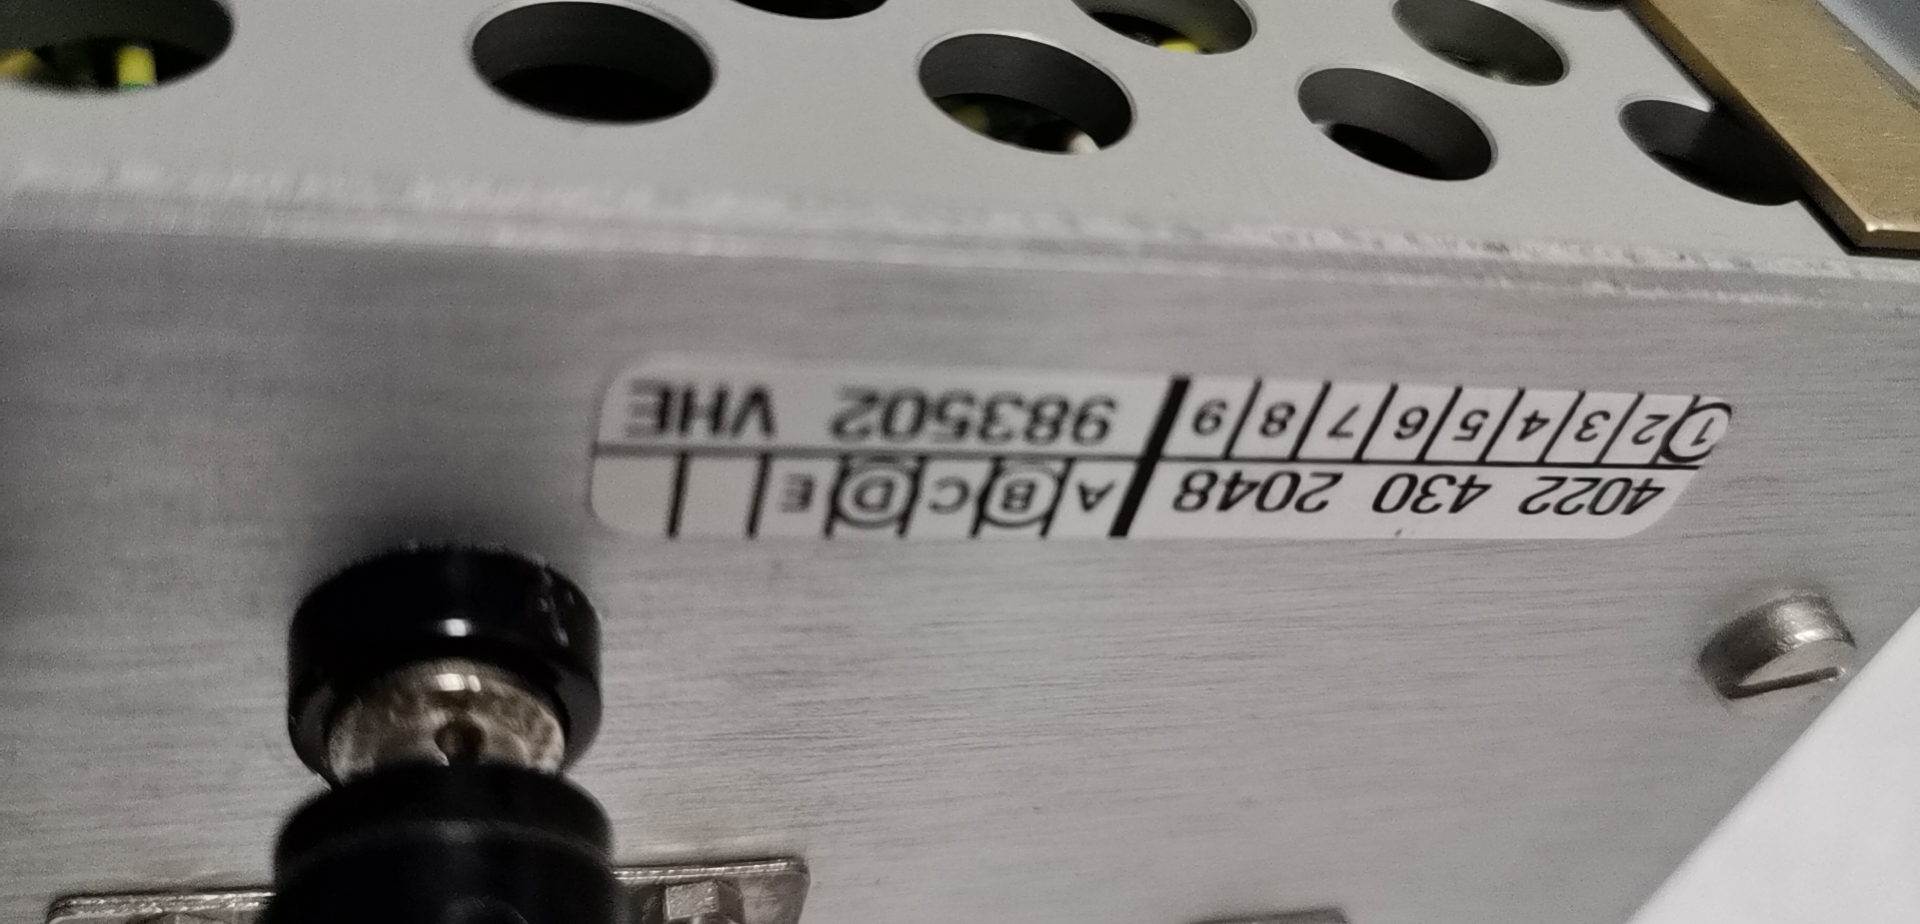 4022 430 2048 A B C D E
1/2/3/4/5/6/7/8/9 983502 VHE